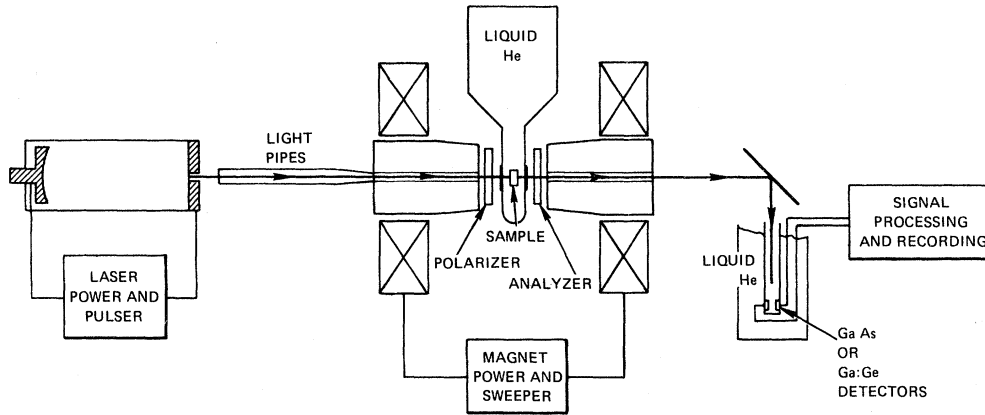 LIQUID
He
LIGHT
PIPES
SAMPLE
POLARIZER
ANALYZER
LASER
POWER AND
PULSER
MAGNET
POWER AND
SWEEPER
SIGNAL
PROCESSING
AND RECORDING
LIQUID
He
Ga As
OR
Ga:Ge
DETECTORS